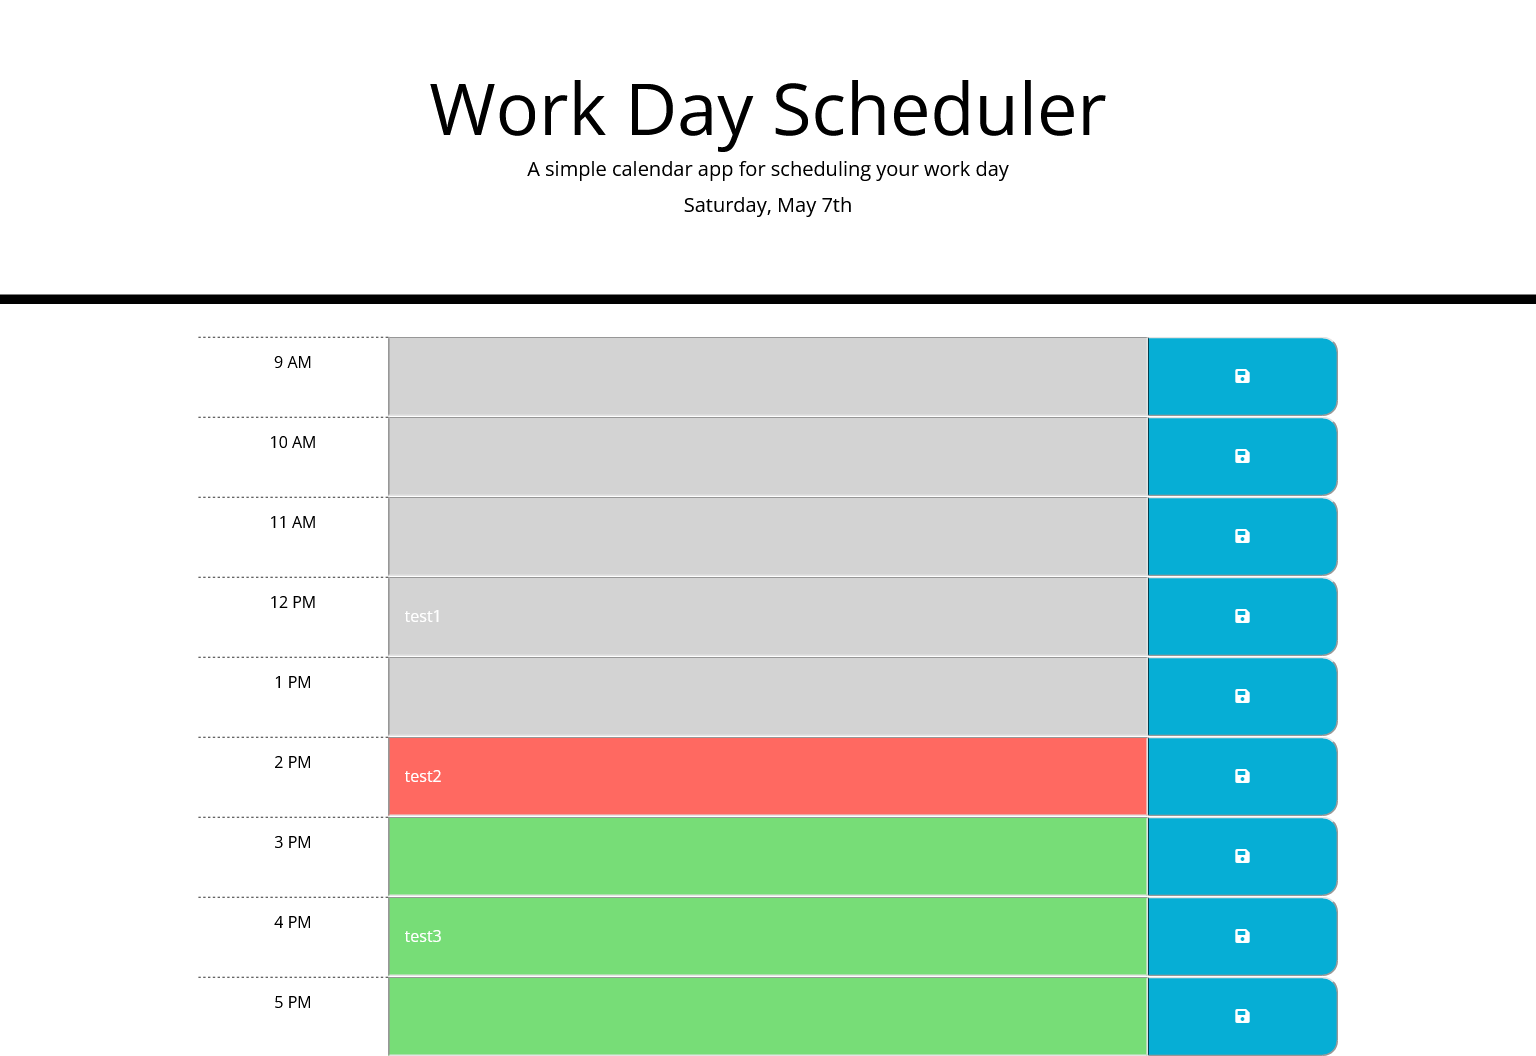 Work Day Scheduler
A simple calendar app for scheduling your work day
Saturday, May 7th
9 AM
10 AM
11 AM
12 PM test1
1 PM
2 PM test2
3 PM
4 PM test3
5 PM